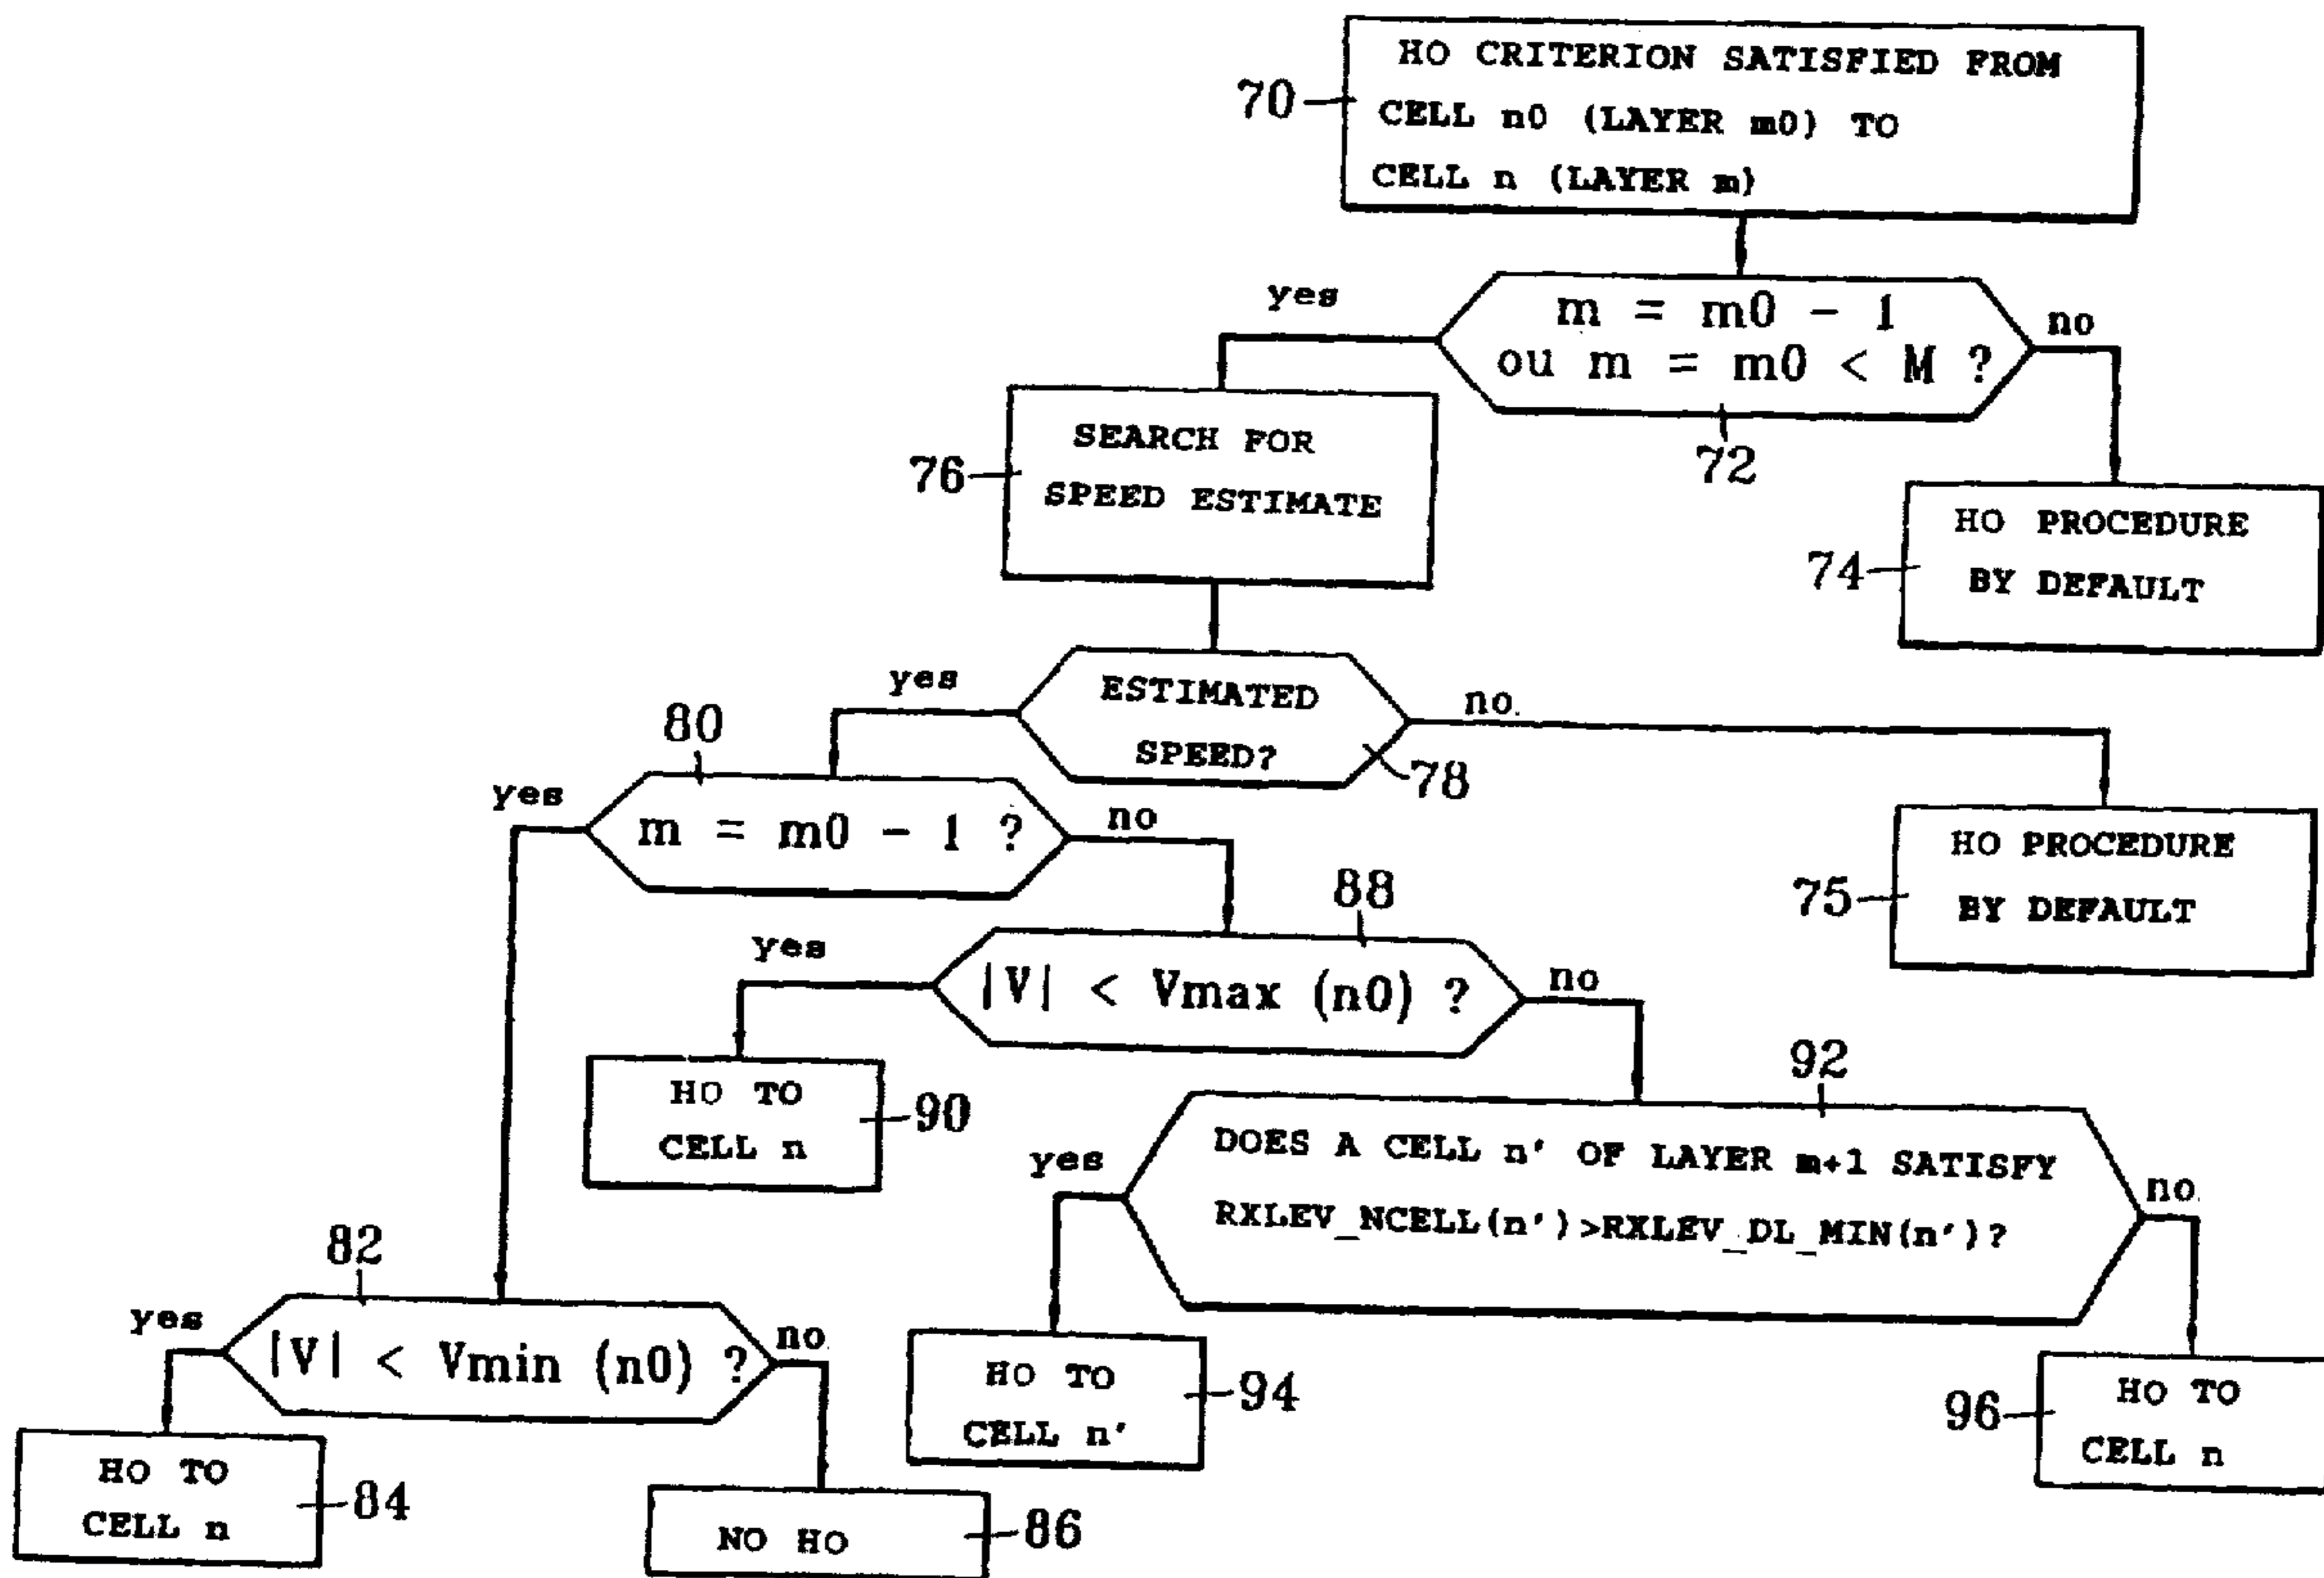 HO CRITERION SATISFIED FROM
CELL n0 (LAYER m0) TO
CELL n (LAYER m)
70
yes
m = m0 - 1
ou m = m0 < M ?
no
72
SEARCH FOR
SPEED ESTIMATE
76
HO PROCEDURE
BY DEFAULT
74
yes
ESTIMATED
SPEED?
no
78
80
yes
m = m0 - 1 ?
no
HO PROCEDURE
BY DEFAULT
75
88
yes
|V| < Vmax (n0) ?
no
HO TO
CELL n
90
92
yes
DOES A CELL n' OF LAYER m+1 SATISFY
RXLEV_NCELL(n')>RXLEV_DL_MIN(n')?
no
82
yes
|V| < Vmin (n0) ?
no
HO TO
CELL n'
94
HO TO
CELL n
96
HO TO
CELL n
84
NO HO
86